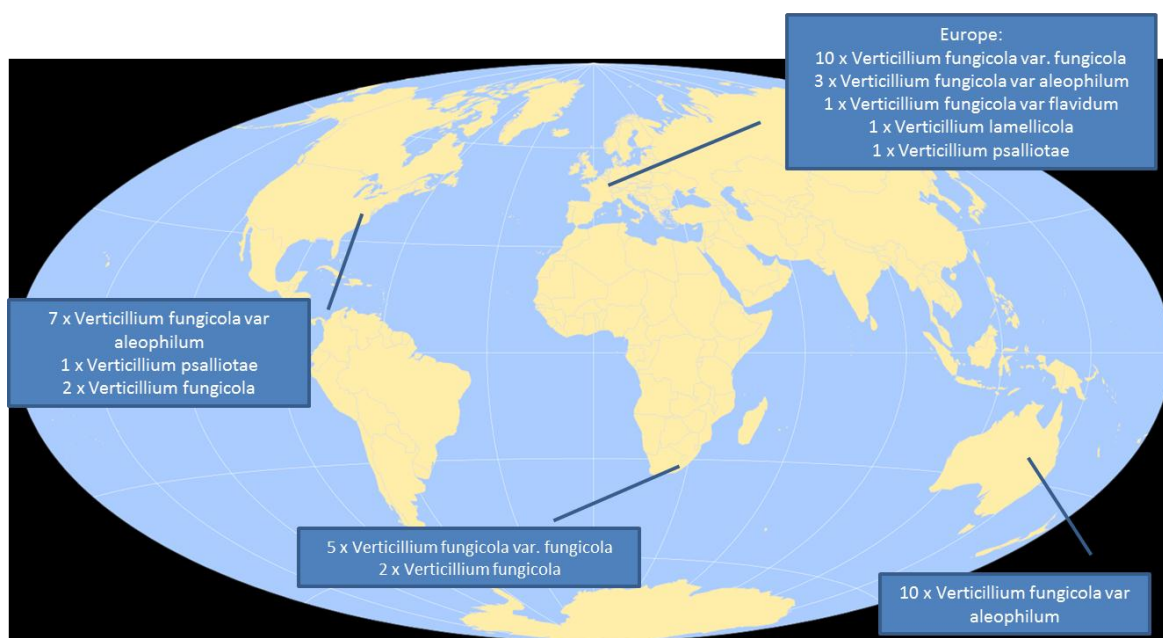 Europe:
10 x Verticillium fungicola var. fungicola
3 x Verticillium fungicola var aleophilum
1 x Verticillium fungicola var flavidum
1 x Verticillium lamellicola
1 x Verticillium psalliotae
7 x Verticillium fungicola var
aleophilum
1 x Verticillium psalliotae
2 x Verticillium fungicola
5 x Verticillium fungicola var. fungicola
2 x Verticillium fungicola
10 x Verticillium fungicola var
aleophilum